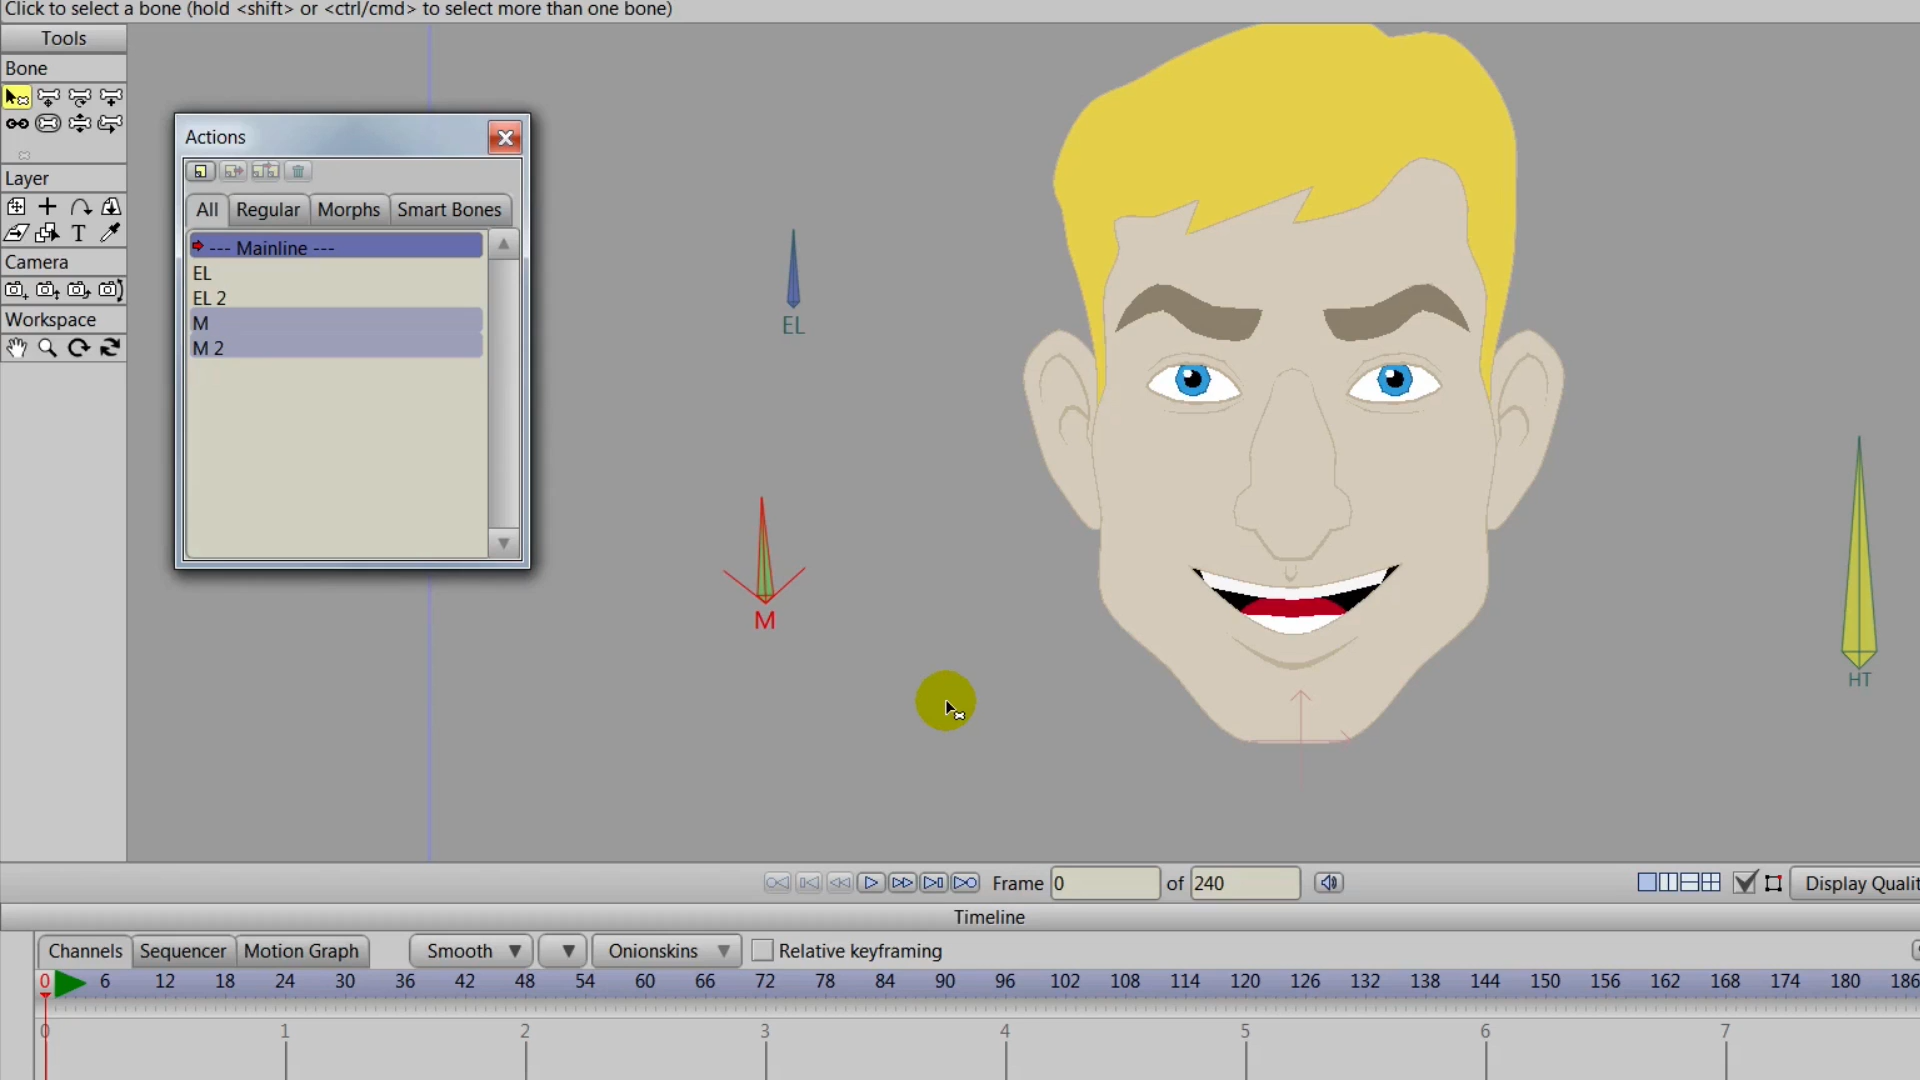 Click to select a bone (hold <shift> or <ctrl/cmd> to select more than one bone)
Tools
Bone
Layer
T
Camera
Workspace
Actions
All Regular Morphs Smart Bones
--- Mainline ---
EL
EL 2
M
M 2
EL
M
HT
Frame 0 of 240
Display Qualit
Timeline
Channels Sequencer Motion Graph Smooth Onionskins Relative keyframing
0 6 12 18 24 30 36 42 48 54 60 66 72 78 84 90 96 102 108 114 120 126 132 138 144 150 156 162 168 174 180 186
0 1 2 3 4 5 6 7